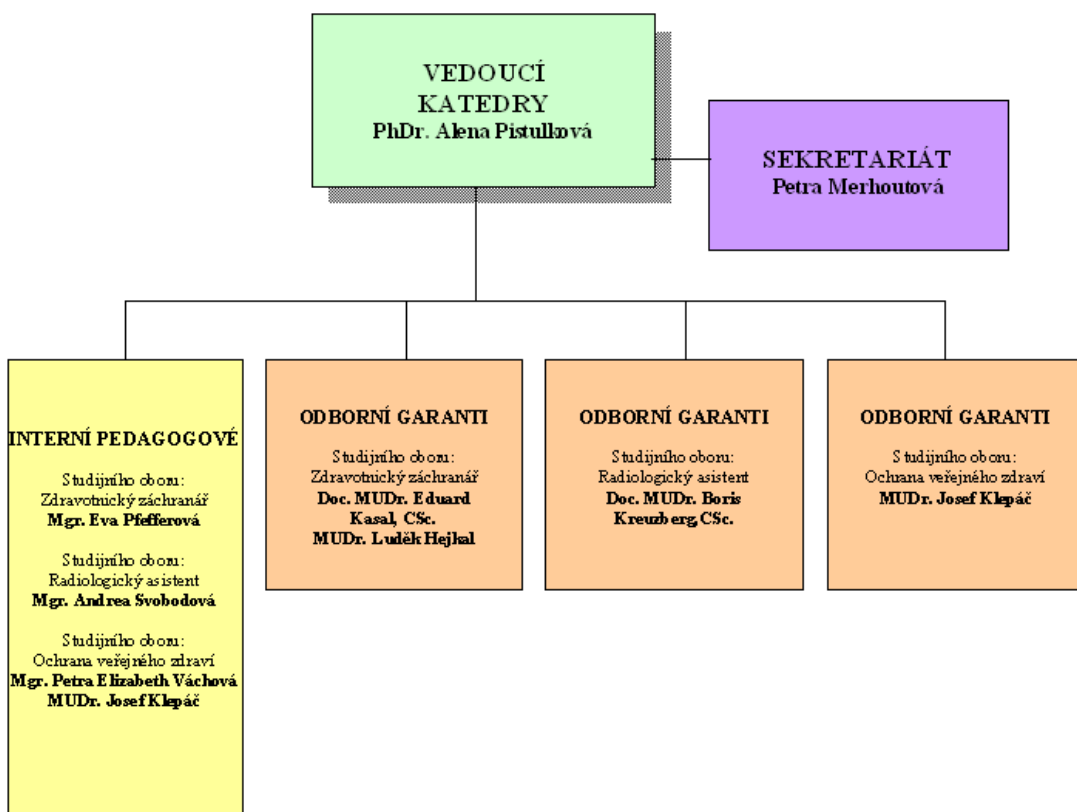 VEDOUCÍ
KATEDRY
PhDr. Alena Pistulková
SEKRETARIÁT
Petra Merhoutová
INTERNÍ PEDAGOGOVÉ
Studijního oboru:
Zdravotnický záchranář
Mgr. Eva Pfefferová
Studijního oboru:
Radiologický asistent
Mgr. Andrea Svobodová
Studijního oboru:
Ochrana veřejného zdraví
Mgr. Petra Elizabeth Váchová
MUDr. Josef Klepáč
ODBORNÍ GARANTI
Studijního oboru:
Zdravotnický záchranář
Doc. MUDr. Eduard
Kasal, CSc.
MUDr. Luděk Hejkal
ODBORNÍ GARANTI
Studijního oboru:
Radiologický asistent
Doc. MUDr. Boris
Kreuzberg,CSc.
ODBORNÍ GARANTI
Studijního oboru:
Ochrana veřejného zdraví
MUDr. Josef Klepáč